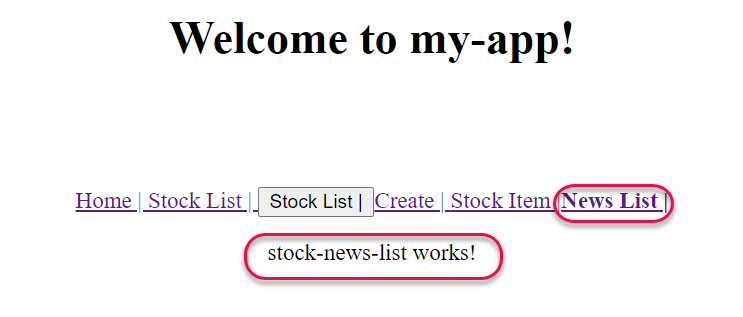 Welcome to my-app!
Home | Stock List | Stock List | Create | Stock Item | News List |
stock-news-list works!